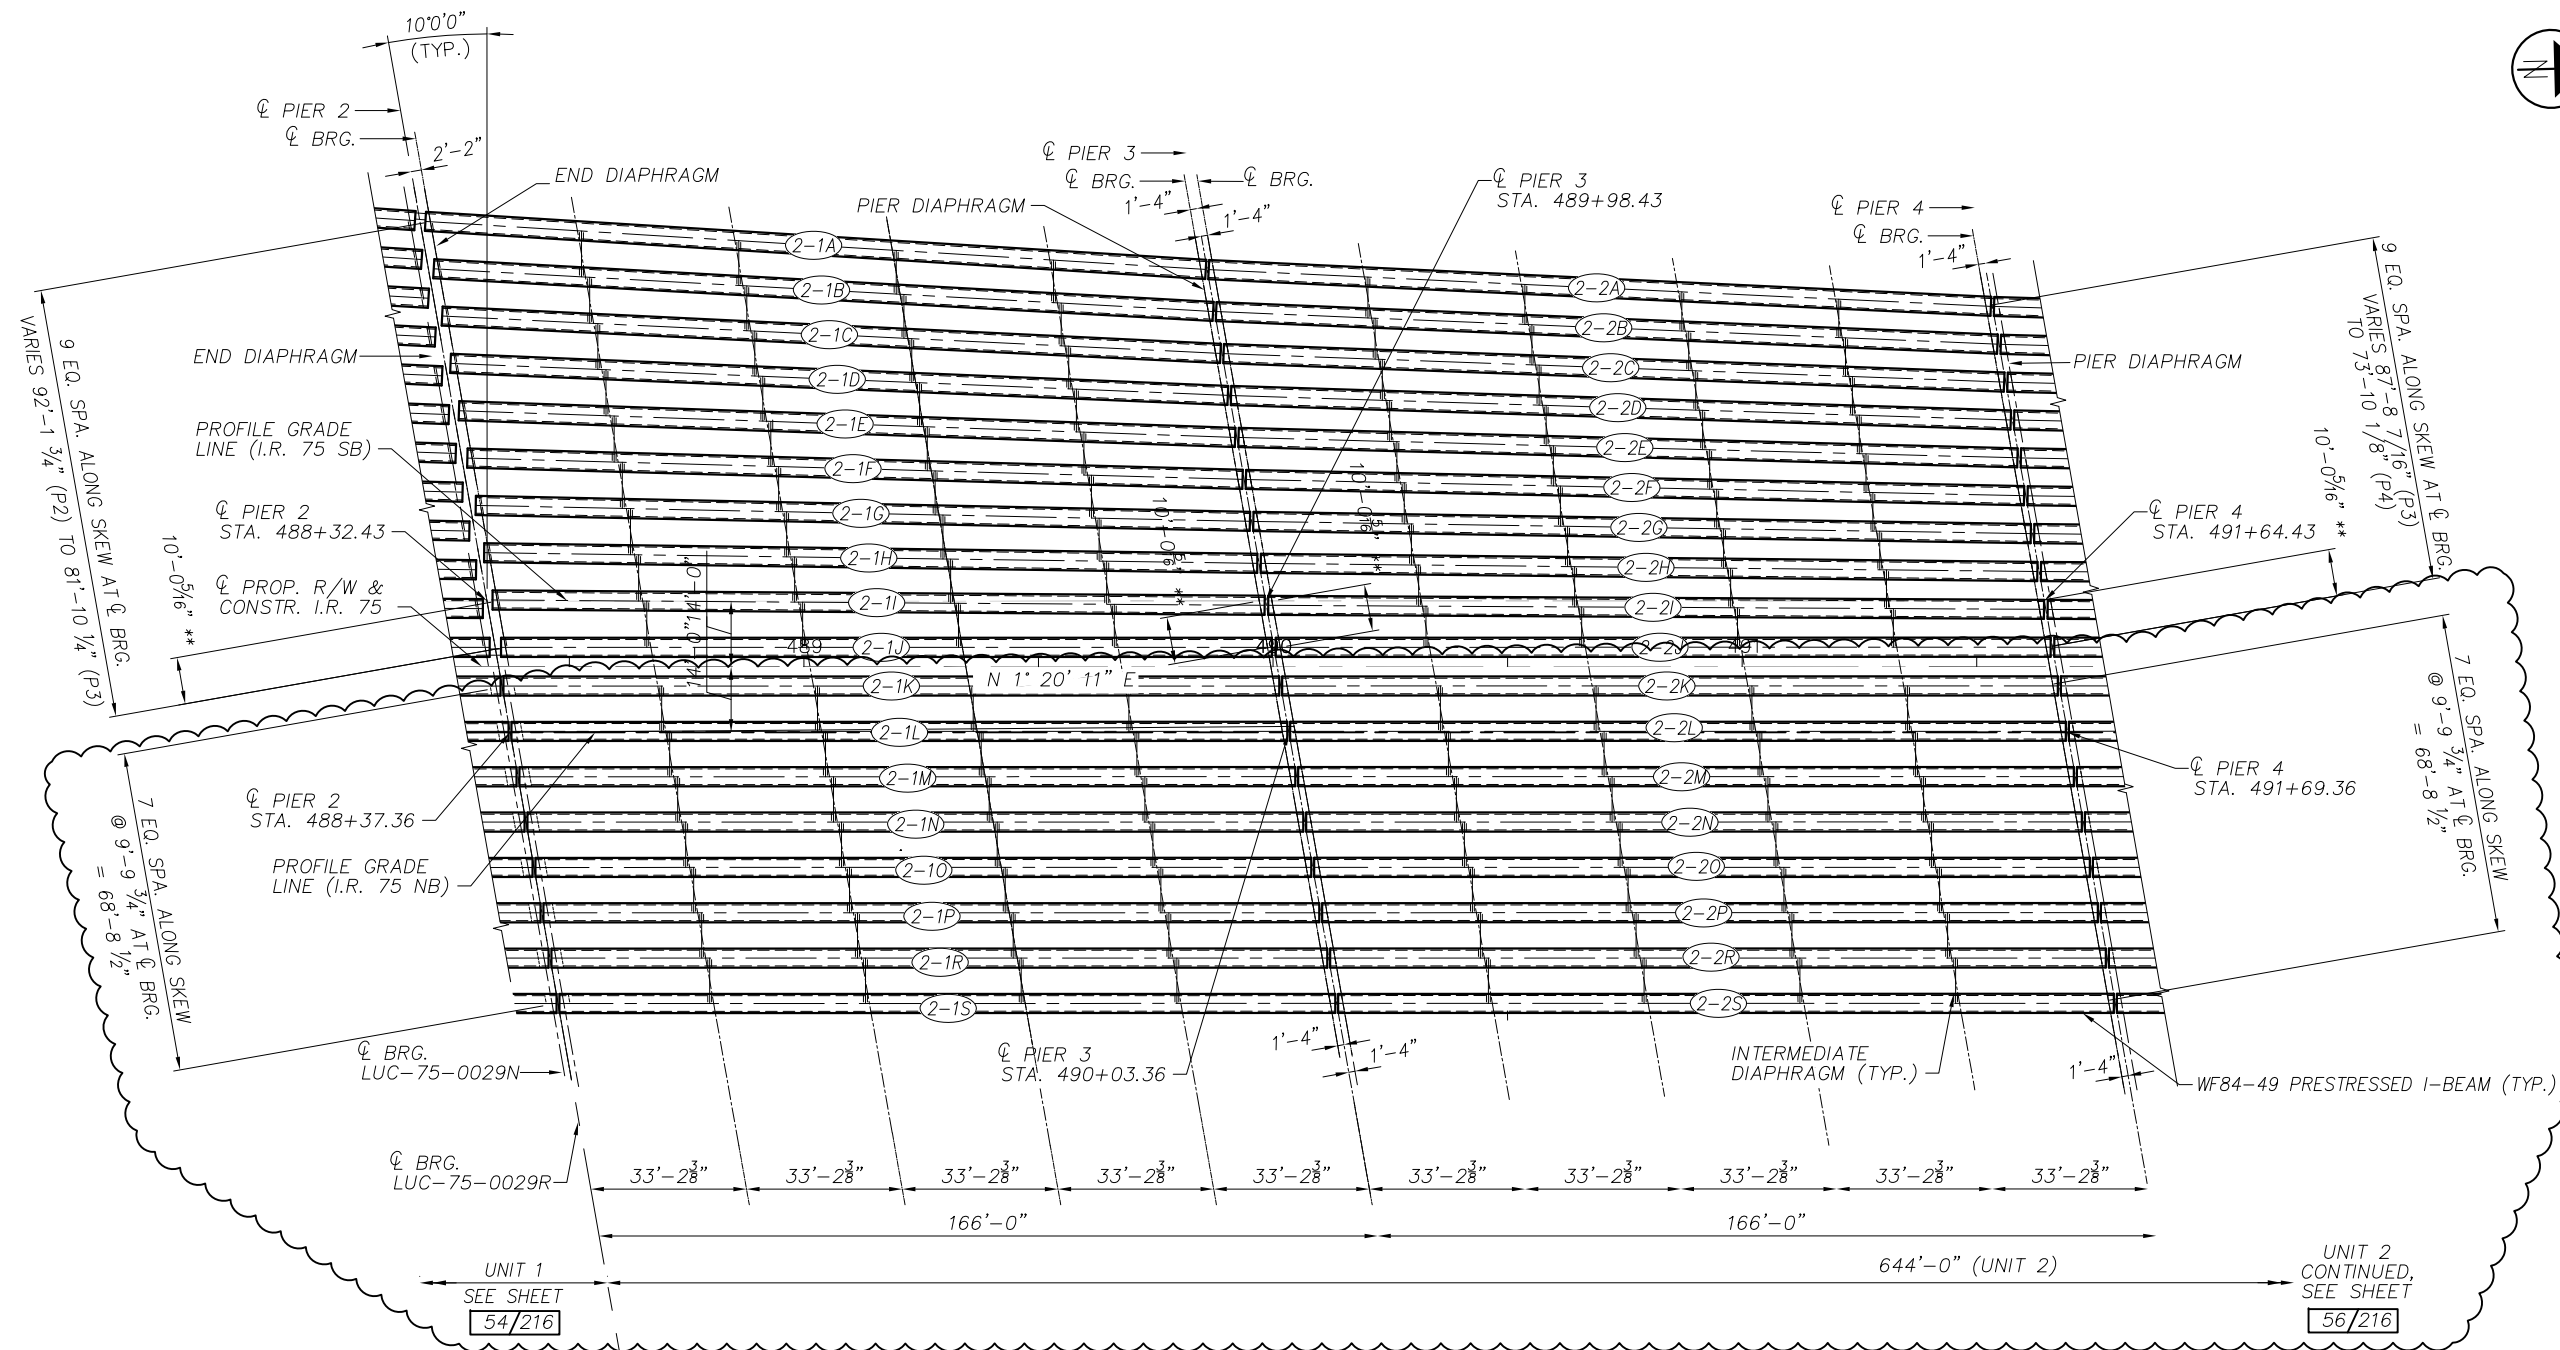 10°0'0"
(TYP.)
N
℄ PIER 2
℄ BRG.
2'-2"
END DIAPHRAGM
℄ PIER 3
℄ BRG.
℄ BRG.
1'-4"
1'-4"
PIER DIAPHRAGM
℄ PIER 3
STA. 489+98.43
℄ PIER 4
℄ BRG.
1'-4"
9 EQ. SPA. ALONG SKEW AT ℄ BRG.
VARIES 87'-8 7/16" (P3)
TO 73'-10 1/8" (P4)
PIER DIAPHRAGM
10'-0 5/16" **
℄ PIER 4
STA. 491+64.43
9 EQ. SPA. ALONG SKEW AT ℄ BRG.
VARIES 92'-1 3/4" (P2) TO 81'-10 1/4" (P3)
END DIAPHRAGM
PROFILE GRADE
LINE (I.R. 75 SB)
℄ PIER 2
STA. 488+32.43
10'-0 5/16" **
℄ PROP. R/W &
CONSTR. I.R. 75
2-1A
2-1B
2-1C
2-1D
2-1E
2-1F
2-1G
2-1H
2-1I
2-1J
2-1K
2-1L
2-1M
2-1N
2-1O
2-1P
2-1R
2-1S
2-2A
2-2B
2-2C
2-2D
2-2E
2-2F
2-2G
2-2H
2-2I
2-2J
2-2K
2-2L
2-2M
2-2N
2-2O
2-2P
2-2R
2-2S
10'-0 5/16" **
10'-0 5/16" **
14'-0"
14'-0"
489
490
491
N 1° 20' 11" E
7 EQ. SPA. ALONG SKEW
@ 9'-9 3/4" AT ℄ BRG.
= 68'-8 1/2"
℄ PIER 2
STA. 488+37.36
PROFILE GRADE
LINE (I.R. 75 NB)
7 EQ. SPA. ALONG SKEW
@ 9'-9 3/4" AT ℄ BRG.
= 68'-8 1/2"
℄ PIER 4
STA. 491+69.36
℄ BRG.
LUC-75-0029N
℄ PIER 3
STA. 490+03.36
1'-4"
1'-4"
INTERMEDIATE
DIAPHRAGM (TYP.)
1'-4"
WF84-49 PRESTRESSED I-BEAM (TYP.)
℄ BRG.
LUC-75-0029R
33'-2 3/8" 33'-2 3/8" 33'-2 3/8" 33'-2 3/8" 33'-2 3/8" 33'-2 3/8" 33'-2 3/8" 33'-2 3/8" 33'-2 3/8" 33'-2 3/8"
166'-0" 166'-0"
644'-0" (UNIT 2)
UNIT 1
SEE SHEET
54/216
UNIT 2
CONTINUED,
SEE SHEET
56/216